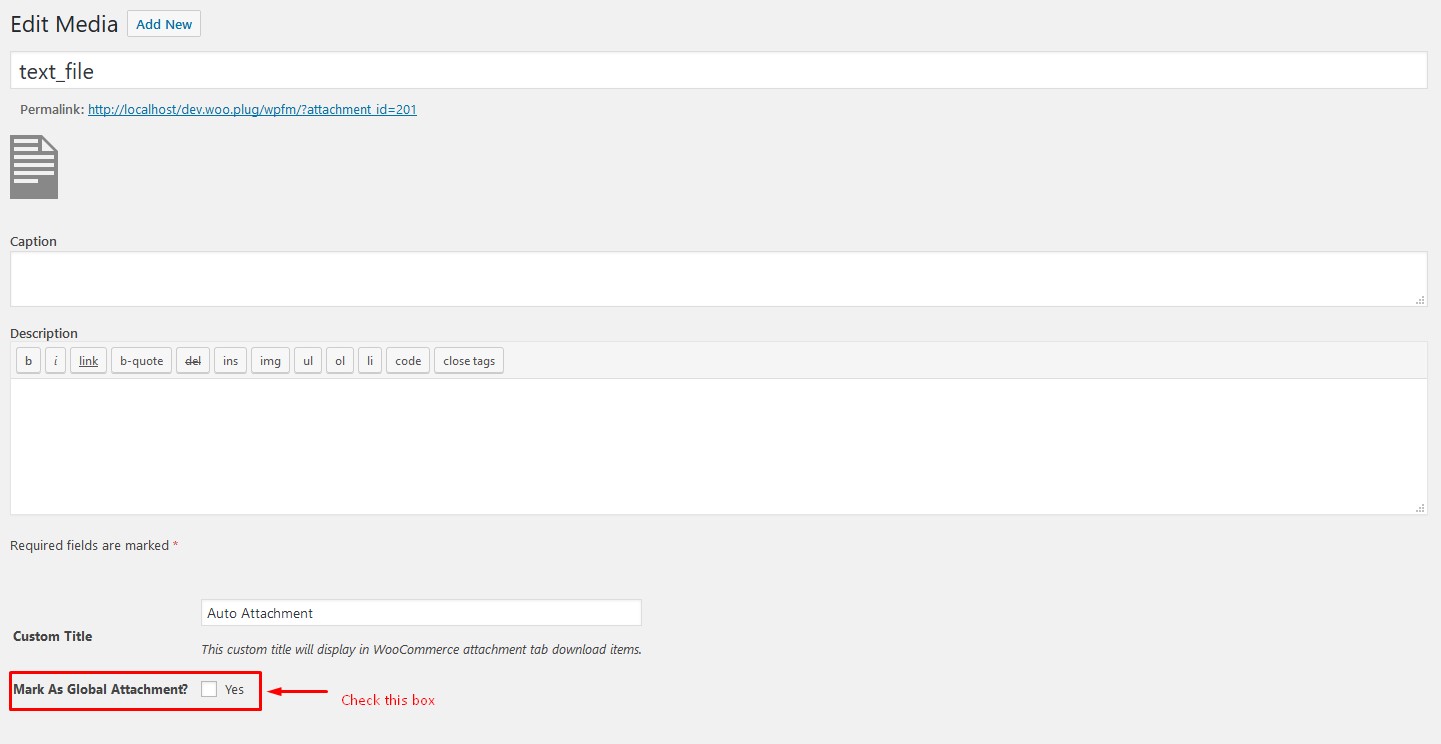 Edit Media Add New
text_file
Permalink: http://localhost/dev.woo.plug/wpfm/?attachment_id=201
Caption
Description
b i link b-quote del ins img ul ol li code close tags
Required fields are marked *
Auto Attachment
Custom Title
This custom title will display in WooCommerce attachment tab download items.
Mark As Global Attachment? Yes
Check this box